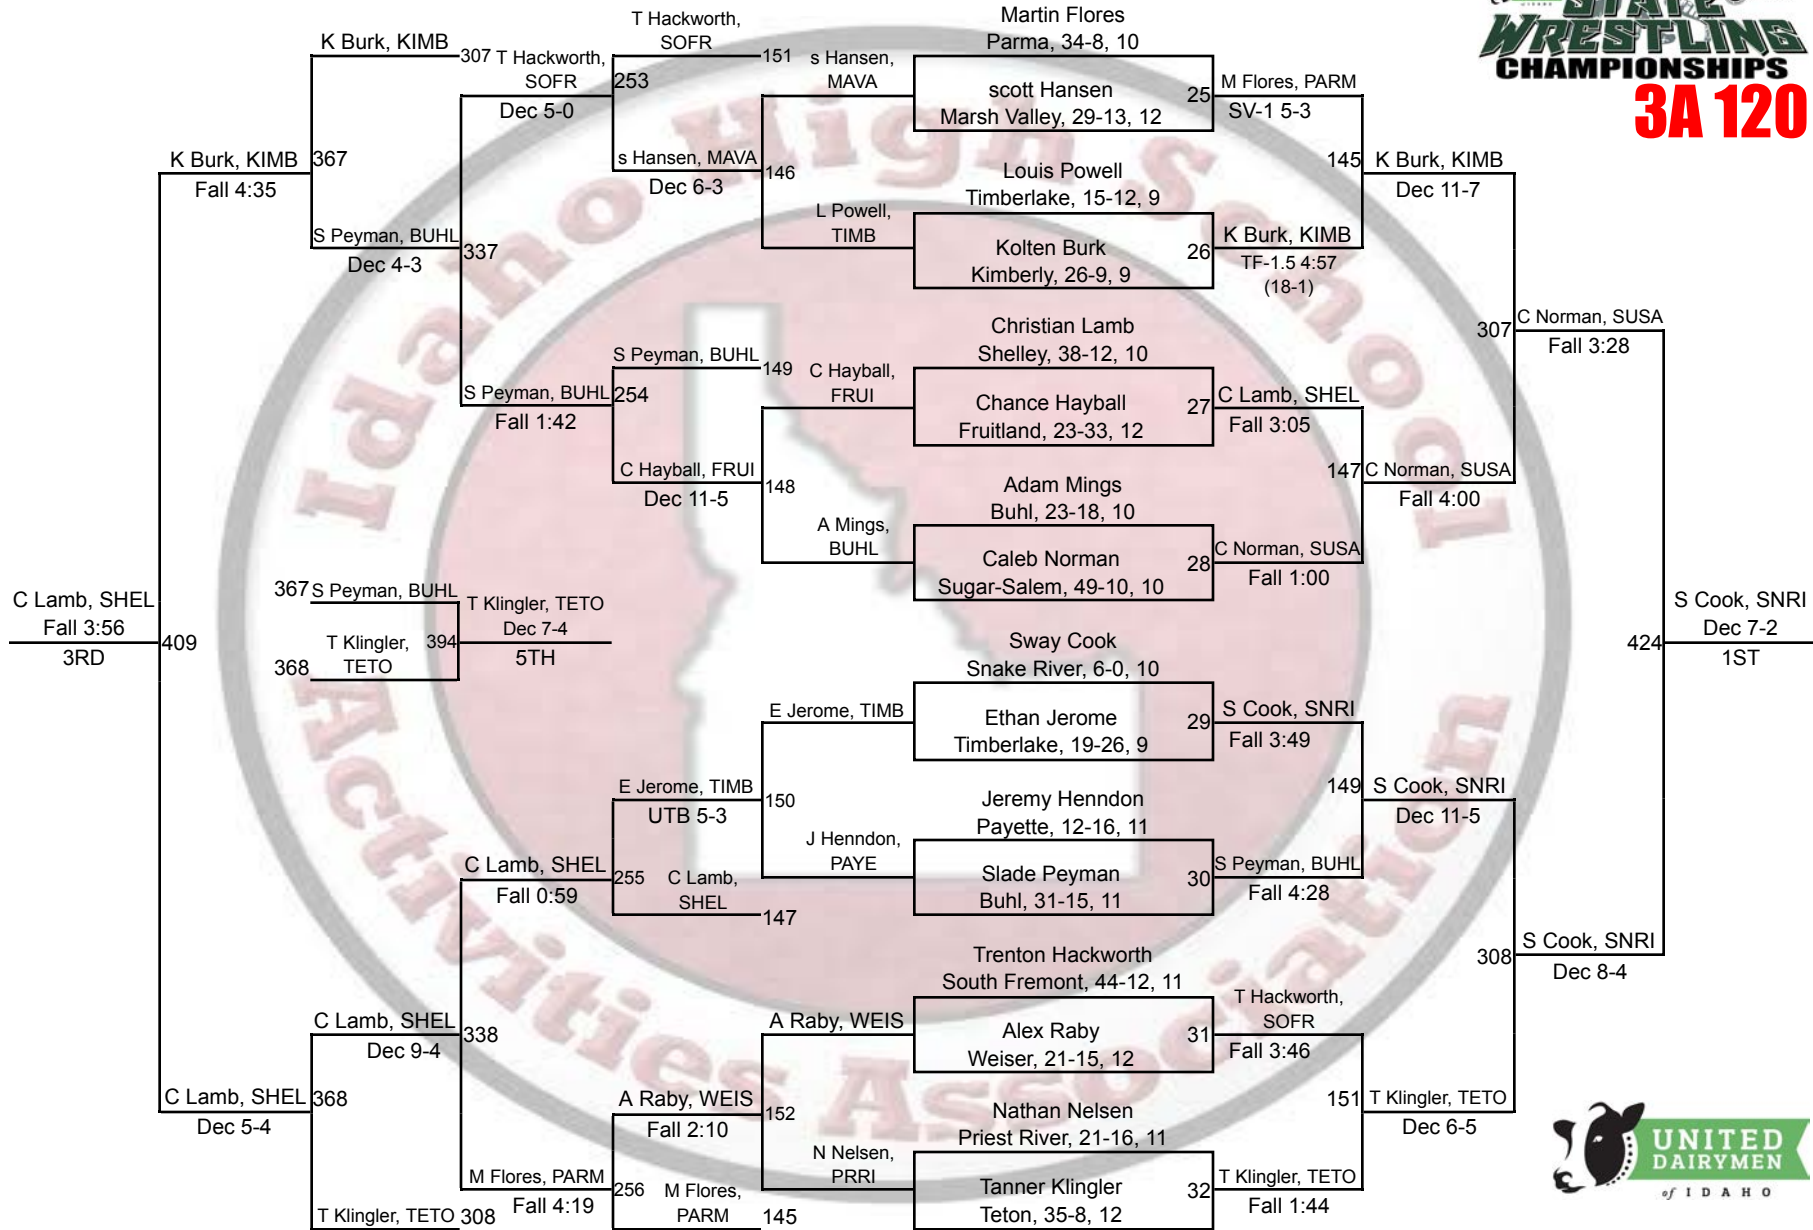 STATE
WRESTLING
CHAMPIONSHIPS
3A 120
Idaho High School
Activities Association
K Burk, KIMB
307
K Burk, KIMB
Fall 4:35
367
S Peyman, BUHL
Dec 4-3
337
T Hackworth,
SOFR
Dec 5-0
253
T Hackworth,
SOFR
151
s Hansen, MAVA
Dec 6-3
146
s Hansen,
MAVA
L Powell,
TIMB
S Peyman, BUHL
Fall 1:42
254
S Peyman, BUHL
149
C Hayball, FRUI
Dec 11-5
148
C Hayball,
FRUI
A Mings,
BUHL
C Lamb, SHEL
Fall 3:56
3RD
409
367
S Peyman, BUHL
368
T Klingler,
TETO
394
T Klingler, TETO
Dec 7-4
5TH
E Jerome, TIMB
J Henndon,
PAYE
E Jerome, TIMB
UTB 5-3
150
C Lamb, SHEL
Fall 0:59
255
C Lamb,
SHEL
147
C Lamb, SHEL
Dec 9-4
338
C Lamb, SHEL
Dec 5-4
368
T Klingler, TETO
308
M Flores, PARM
Fall 4:19
256
A Raby, WEIS
Fall 2:10
152
M Flores,
PARM
145
A Raby, WEIS
N Nelsen,
PRRI
Martin Flores
Parma, 34-8, 10
scott Hansen
Marsh Valley, 29-13, 12
25
M Flores, PARM
SV-1 5-3
Louis Powell
Timberlake, 15-12, 9
Kolten Burk
Kimberly, 26-9, 9
26
K Burk, KIMB
TF-1.5 4:57
(18-1)
145
K Burk, KIMB
Dec 11-7
Christian Lamb
Shelley, 38-12, 10
Chance Hayball
Fruitland, 23-33, 12
27
C Lamb, SHEL
Fall 3:05
Adam Mings
Buhl, 23-18, 10
Caleb Norman
Sugar-Salem, 49-10, 10
28
C Norman, SUSA
Fall 1:00
147
C Norman, SUSA
Fall 4:00
307
C Norman, SUSA
Fall 3:28
Sway Cook
Snake River, 6-0, 10
Ethan Jerome
Timberlake, 19-26, 9
29
S Cook, SNRI
Fall 3:49
Jeremy Henndon
Payette, 12-16, 11
Slade Peyman
Buhl, 31-15, 11
30
S Peyman, BUHL
Fall 4:28
149
S Cook, SNRI
Dec 11-5
Trenton Hackworth
South Fremont, 44-12, 11
Alex Raby
Weiser, 21-15, 12
31
T Hackworth,
SOFR
Fall 3:46
Nathan Nelsen
Priest River, 21-16, 11
Tanner Klingler
Teton, 35-8, 12
32
T Klingler, TETO
Fall 1:44
151
T Klingler, TETO
Dec 6-5
308
S Cook, SNRI
Dec 8-4
424
S Cook, SNRI
Dec 7-2
1ST
UNITED
DAIRYMEN
of IDAHO